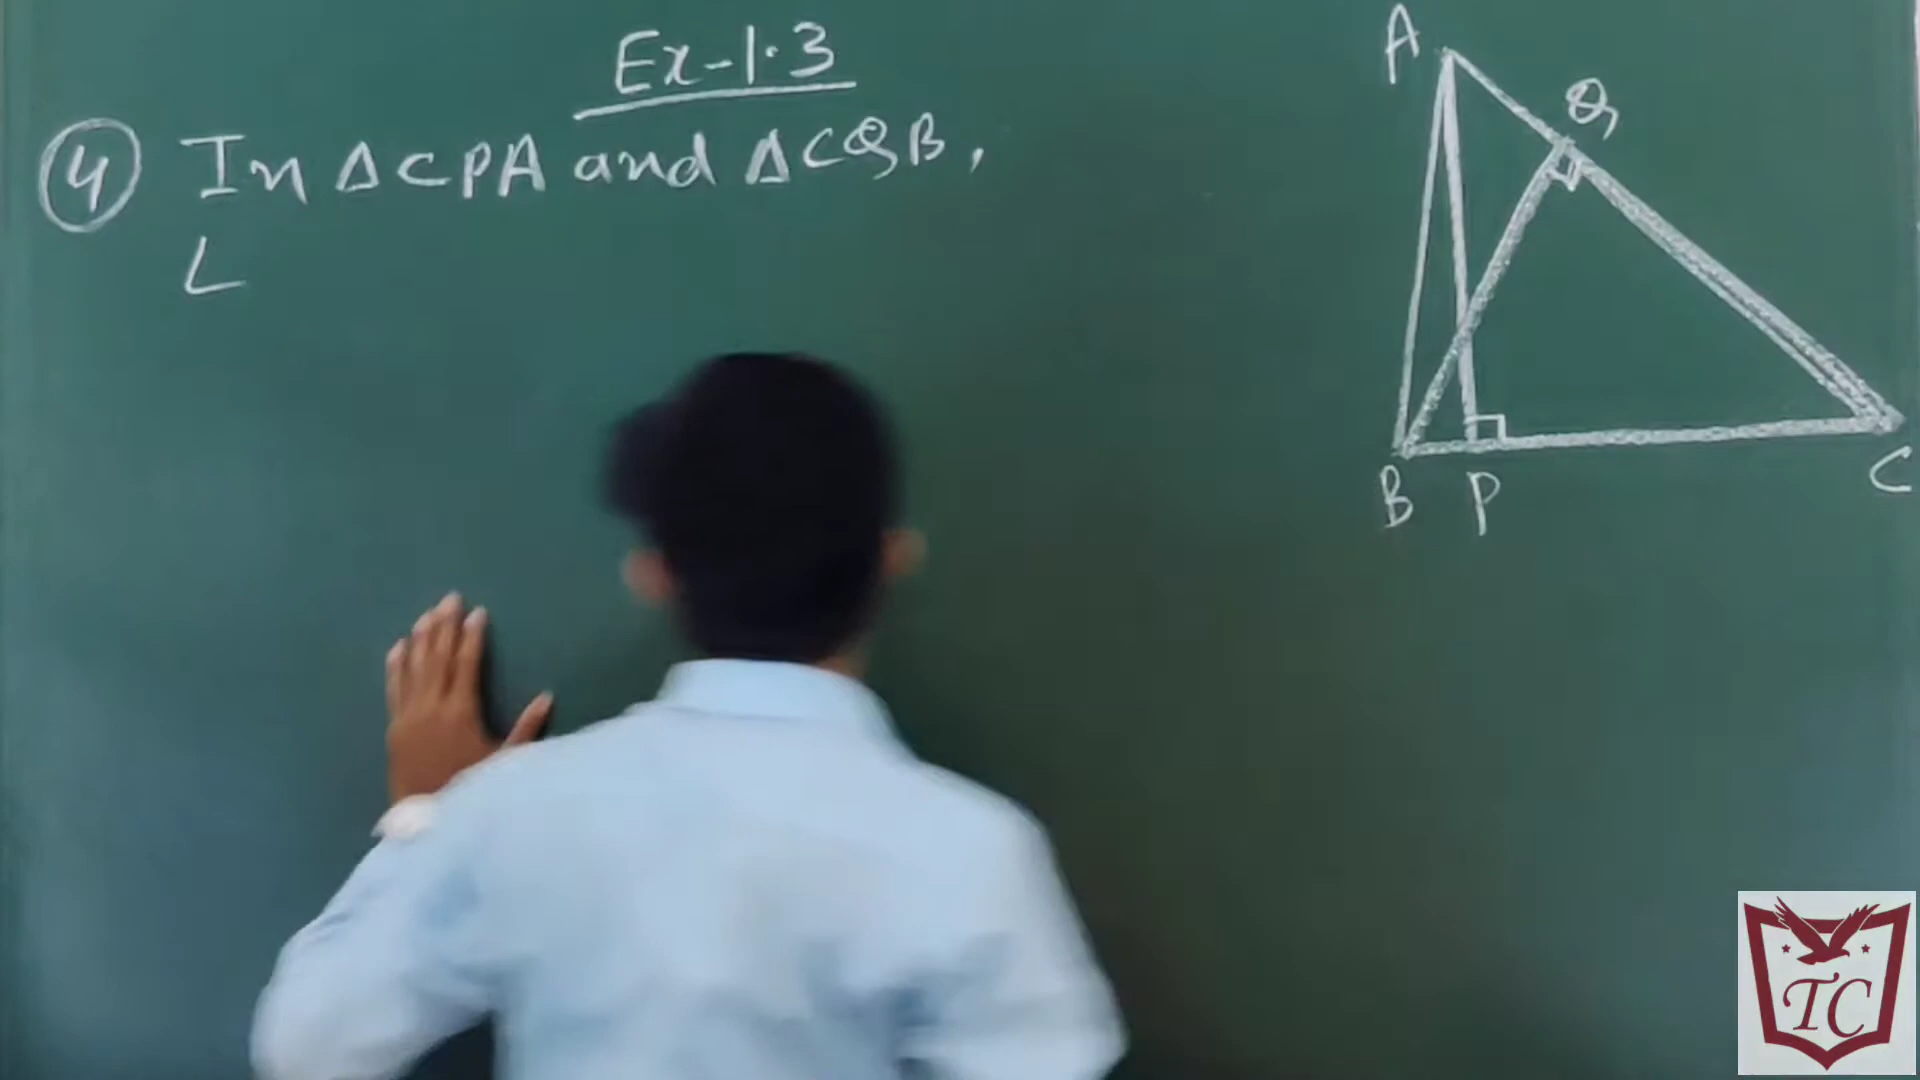 Ex-1.3
④ In ΔCPA and ΔCQB,
∠
A
Q
B
P
C
TC